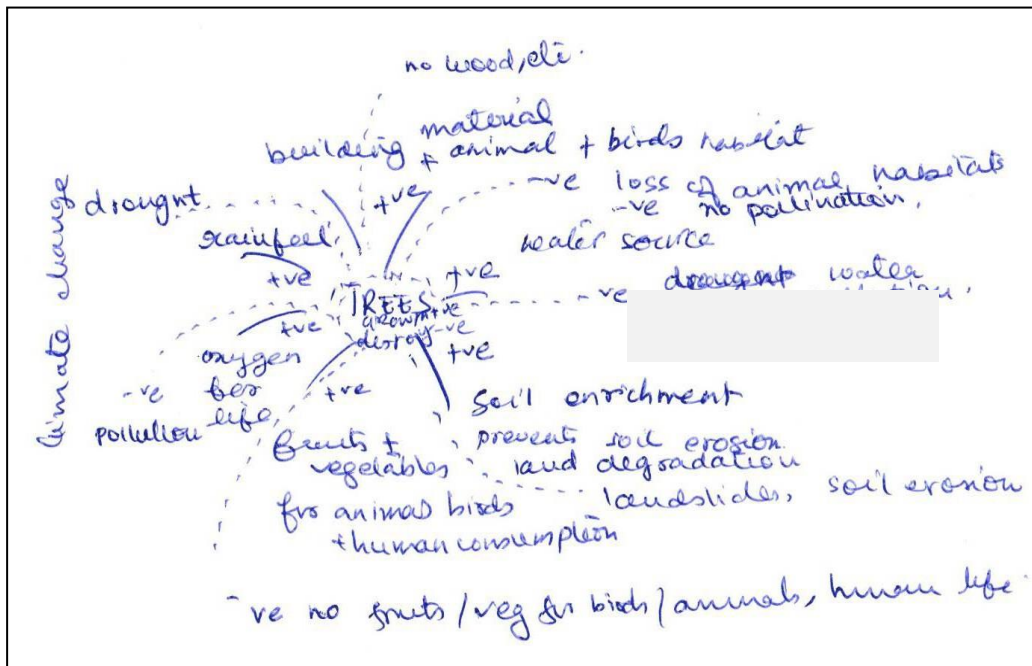 no wood, etc.
building material
+ animal + birds habitat
+ve
-ve loss of animal habitats
-ve no pollination,
drought
rainfall
+ve
water source
+ve
-ve water
TREES
growth +ve
destroy -ve
+ve
oxygen
for
life
-ve
pollution
climate change
+ve
fruits +
vegetables
for animas birds
+ human consumption
+ve
soil enrichment
prevents soil erosion
land degradation
landslides, soil erosion
-ve no fruits/veg for birds/animals, human life.